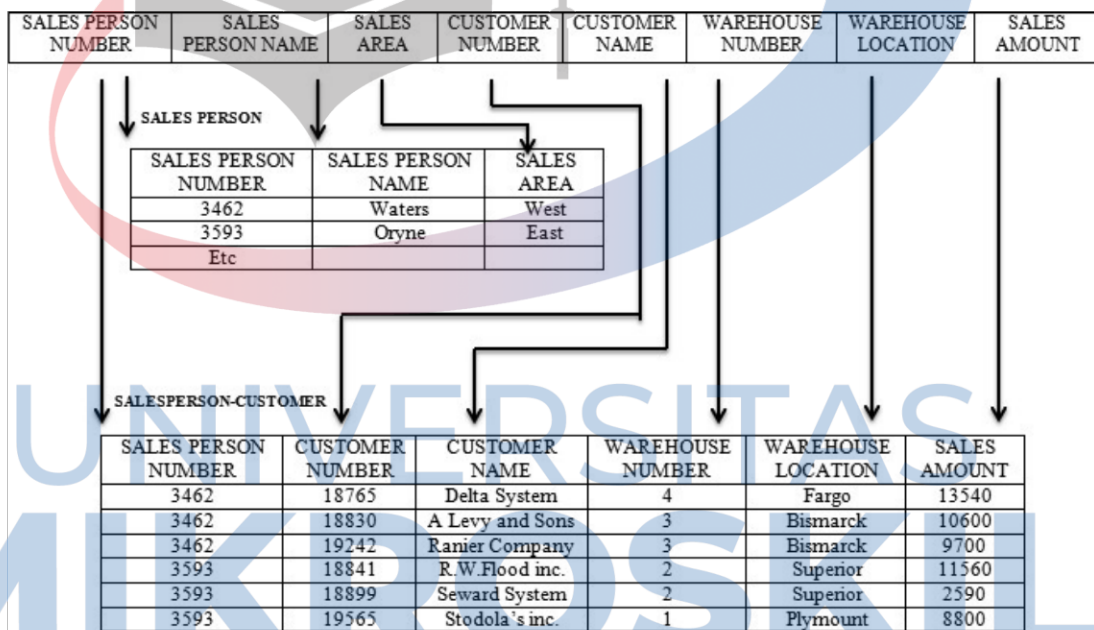 SALES PERSON NUMBER SALES PERSON NAME SALES AREA CUSTOMER NUMBER CUSTOMER NAME WAREHOUSE NUMBER WAREHOUSE LOCATION SALES AMOUNT
SALES PERSON
SALES PERSON NUMBER SALES PERSON NAME SALES AREA
3462 Waters West
3593 Oryne East
Etc
SALESPERSON-CUSTOMER
SALES PERSON NUMBER CUSTOMER NUMBER CUSTOMER NAME WAREHOUSE NUMBER WAREHOUSE LOCATION SALES AMOUNT
3462 18765 Delta System 4 Fargo 13540
3462 18830 A Levy and Sons 3 Bismarck 10600
3462 19242 Ranier Company 3 Bismarck 9700
3593 18841 R.W.Flood inc. 2 Superior 11560
3593 18899 Seward System 2 Superior 2590
3593 19565 Stodola's inc. 1 Plymount 8800
UNIVERSITAS
MIKROSKIL